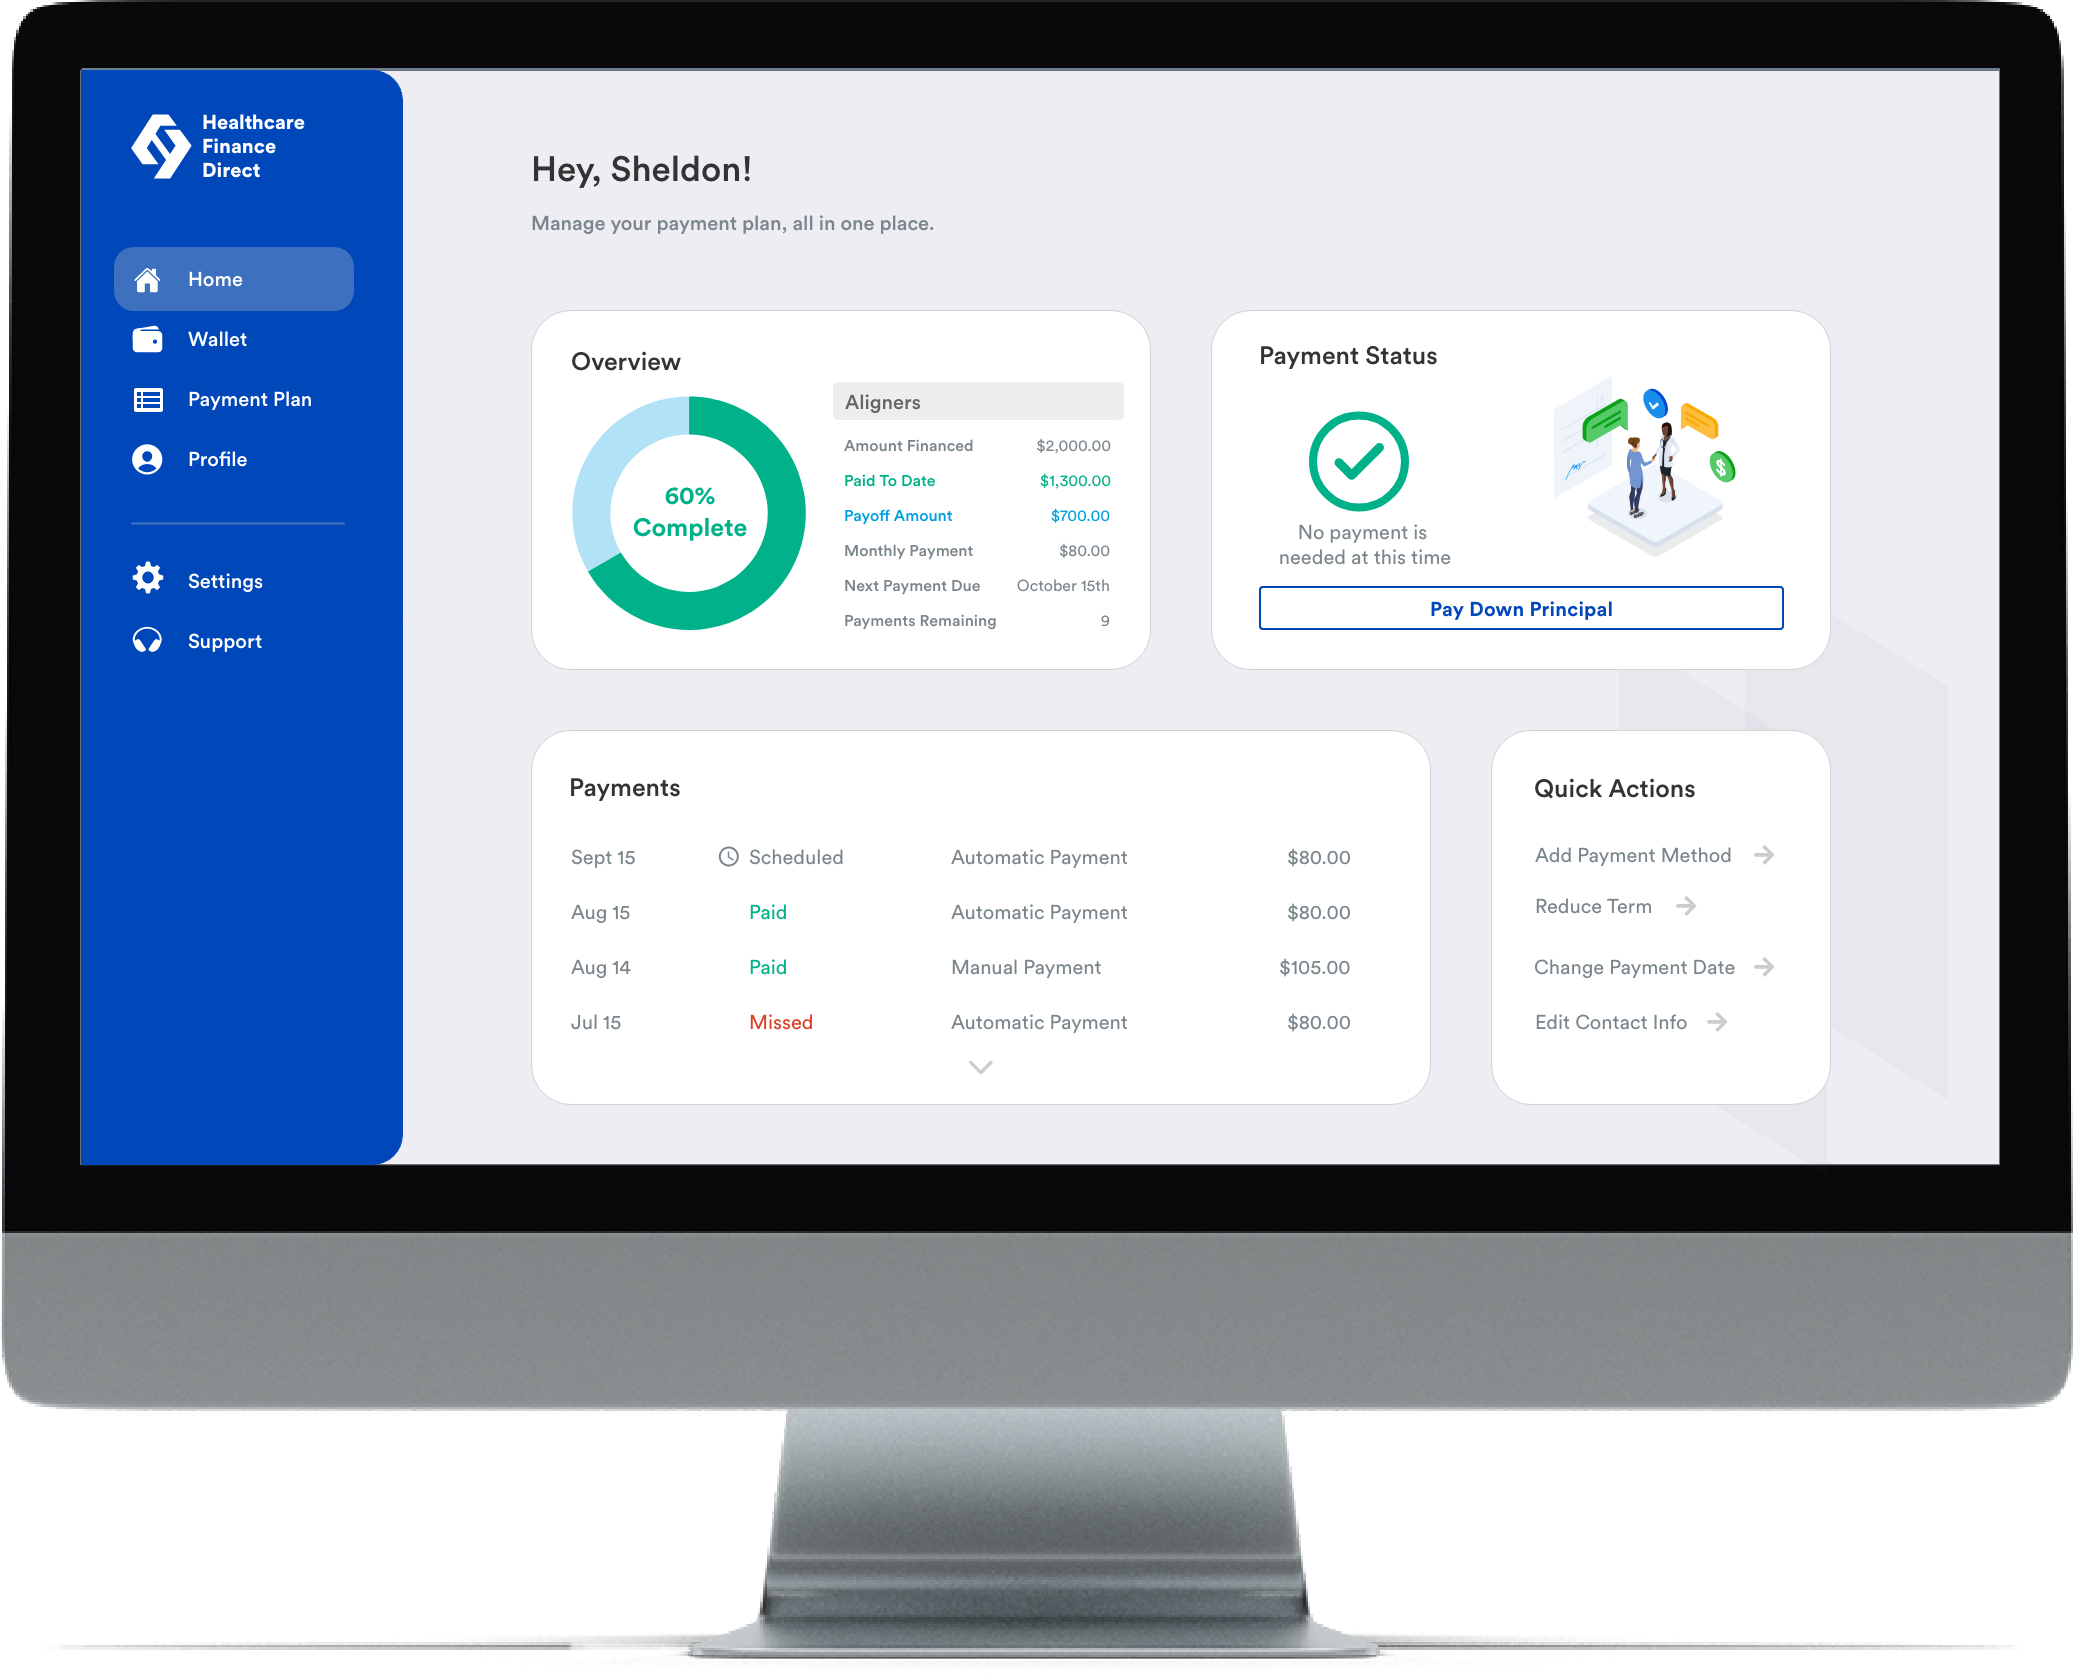 Healthcare
Finance
Direct
Home
Wallet
Payment Plan
Profile
Settings
Support
Hey, Sheldon!
Manage your payment plan, all in one place.
Overview
60%
Complete
Aligners
Amount Financed $2,000.00
Paid To Date $1,300.00
Payoff Amount $700.00
Monthly Payment $80.00
Next Payment Due October 15th
Payments Remaining 9
Payment Status
$
No payment is
needed at this time
Pay Down Principal
Payments
Sept 15 Scheduled Automatic Payment $80.00
Aug 15 Paid Automatic Payment $80.00
Aug 14 Paid Manual Payment $105.00
Jul 15 Missed Automatic Payment $80.00
Quick Actions
Add Payment Method
Reduce Term
Change Payment Date
Edit Contact Info